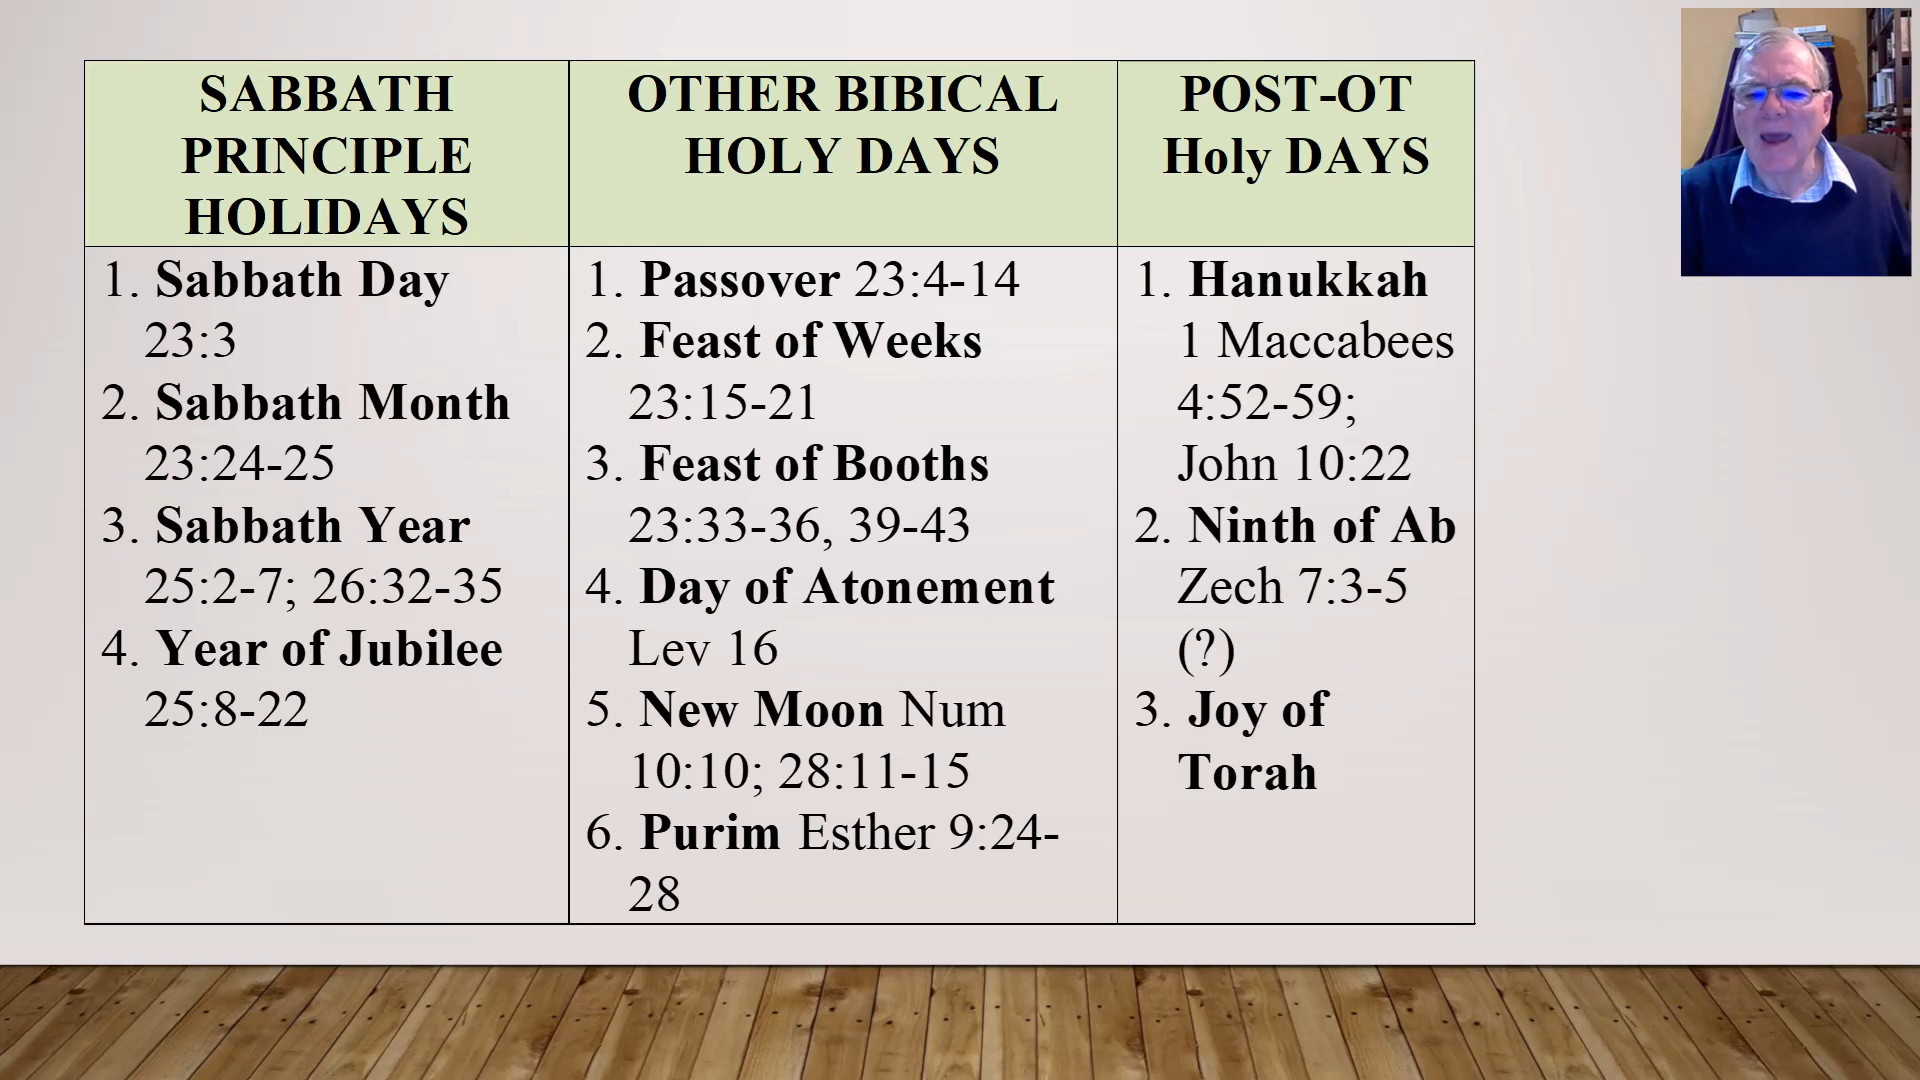 SABBATH
PRINCIPLE
HOLIDAYS
1. Sabbath Day
23:3
2. Sabbath Month
23:24-25
3. Sabbath Year
25:2-7; 26:32-35
4. Year of Jubilee
25:8-22
OTHER BIBICAL
HOLY DAYS
1. Passover 23:4-14
2. Feast of Weeks
23:15-21
3. Feast of Booths
23:33-36, 39-43
4. Day of Atonement
Lev 16
5. New Moon Num
10:10; 28:11-15
6. Purim Esther 9:24-
28
POST-OT
Holy DAYS
1. Hanukkah
1 Maccabees
4:52-59;
John 10:22
2. Ninth of Ab
Zech 7:3-5
(?)
3. Joy of
Torah